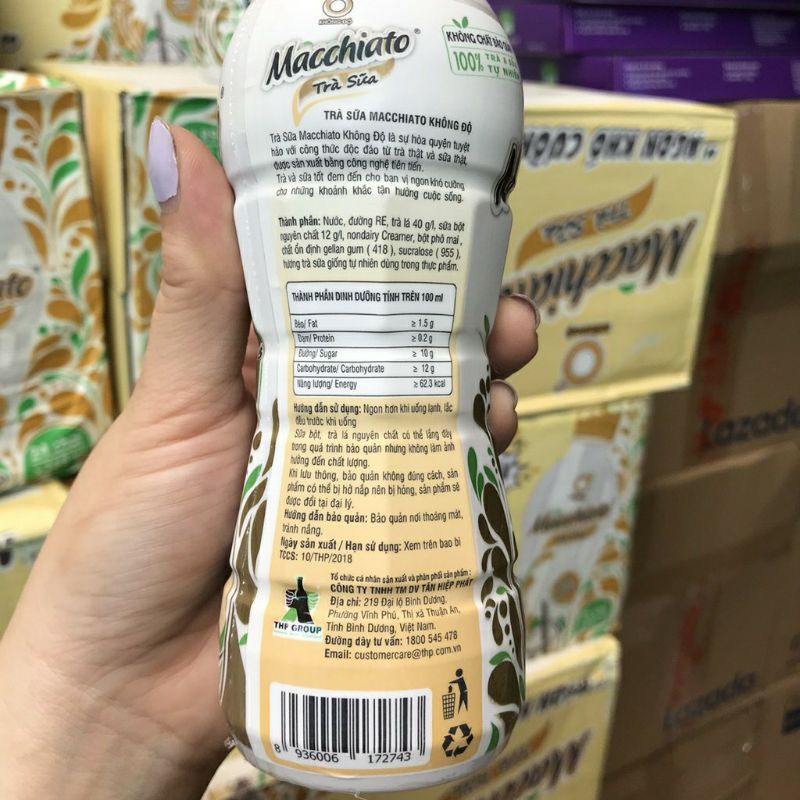 KHÔNG ĐỘ
Macchiato®
Trà Sữa
KHÔNG CHẤT BẢO
100% TRÀ &
TỰ NHIÊN
TRÀ SỮA MACCHIATO KHÔNG ĐỘ
Trà Sữa Macchiato Không Độ là sự hòa quyện tuyệt
hảo với công thức độc đáo từ trà thật và sữa thật,
được sản xuất bằng công nghệ tiên tiến.
Trà và sữa tốt đem đến cho bạn vị ngon khó cưỡng,
cho những khoảnh khắc tận hưởng cuộc sống.
Thành phần: Nước, đường RE, trà lá 40 g/l, sữa bột
nguyên chất 12 g/l, nondairy Creamer, bột phô mai,
chất ổn định gellan gum ( 418 ), sucralose ( 955 ),
hương trà sữa giống tự nhiên dùng trong thực phẩm.
THÀNH PHẦN DINH DƯỠNG TÍNH TRÊN 100 ml
Béo/ Fat ≥ 1.5 g
Đạm/ Protein ≥ 0.2 g
Đường/ Sugar ≥ 10 g
Carbohydrate/ Carbohydrate ≥ 12 g
Năng lượng/ Energy ≥ 62.3 kcal
Hướng dẫn sử dụng: Ngon hơn khi uống lạnh, lắc
đều trước khi uống
Sữa bột, trà lá nguyên chất có thể lắng đáy
trong quá trình bảo quản nhưng không làm ảnh
hưởng đến chất lượng.
Khi lưu thông, bảo quản không đúng cách, sản
phẩm có thể bị hở nắp nên bị hỏng, sản phẩm sẽ
được đổi tại đại lý.
Hướng dẫn bảo quản: Bảo quản nơi thoáng mát,
tránh nắng.
Ngày sản xuất / Hạn sử dụng: Xem trên bao bì
TCCS: 10/THP/2018
Tổ chức cá nhân sản xuất và phân phối sản phẩm :
CÔNG TY TNHH TM DV TÂN HIỆP PHÁT
Địa chỉ: 219 Đại lộ Bình Dương,
Phường Vĩnh Phú, Thị xã Thuận An,
Tỉnh Bình Dương, Việt Nam.
Đường dây tư vấn: 1800 545 478
Email: customercare@thp.com.vn
THP GROUP
8 936006 172743
NGON KHÓ CƯỠNG
TRÀ SỮA
Macchiato
Lazada
Macchiato
Lazada
NGON KHÓ